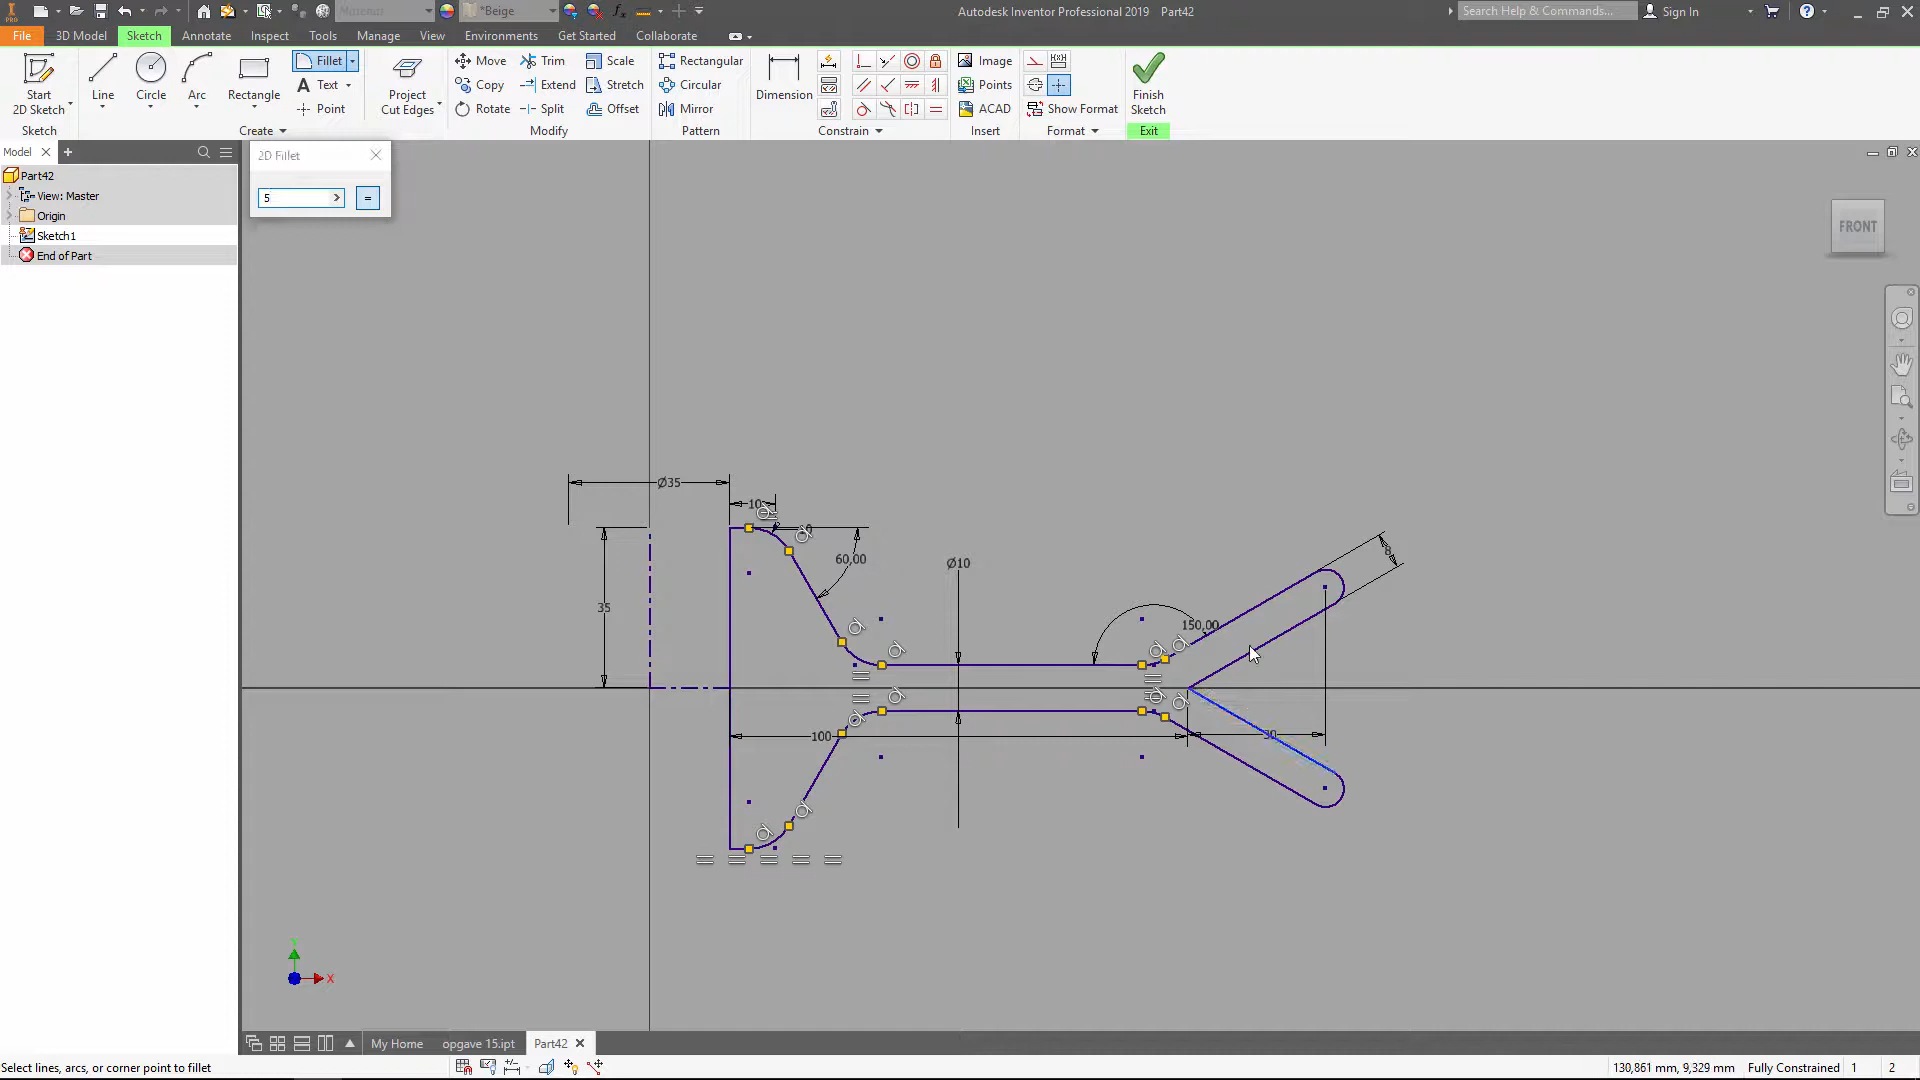 PRO
Material
*Beige
Autodesk Inventor Professional 2019 Part42
Search Help & Commands...
Sign In
File 3D Model Sketch Annotate Inspect Tools Manage View Environments Get Started Collaborate
Start
2D Sketch
Line
Circle
Arc
Rectangle
Fillet
Text
Point
Project
Cut Edges
Move
Copy
Rotate
Trim
Extend
Split
Scale
Stretch
Offset
Rectangular
Circular
Mirror
Dimension
Image
Points
ACAD
Show Format
Finish
Sketch
Sketch Create Modify Pattern Constrain Insert Format Exit
Model
Part42
View: Master
Origin
Sketch1
End of Part
2D Fillet
5
=
FRONT
Ø35
10
60,00
35
Ø10
8
150,00
100
30
Y
X
My Home opgave 15.ipt Part42
Select lines, arcs, or corner point to fillet
130,861 mm, 9,329 mm Fully Constrained 1 2